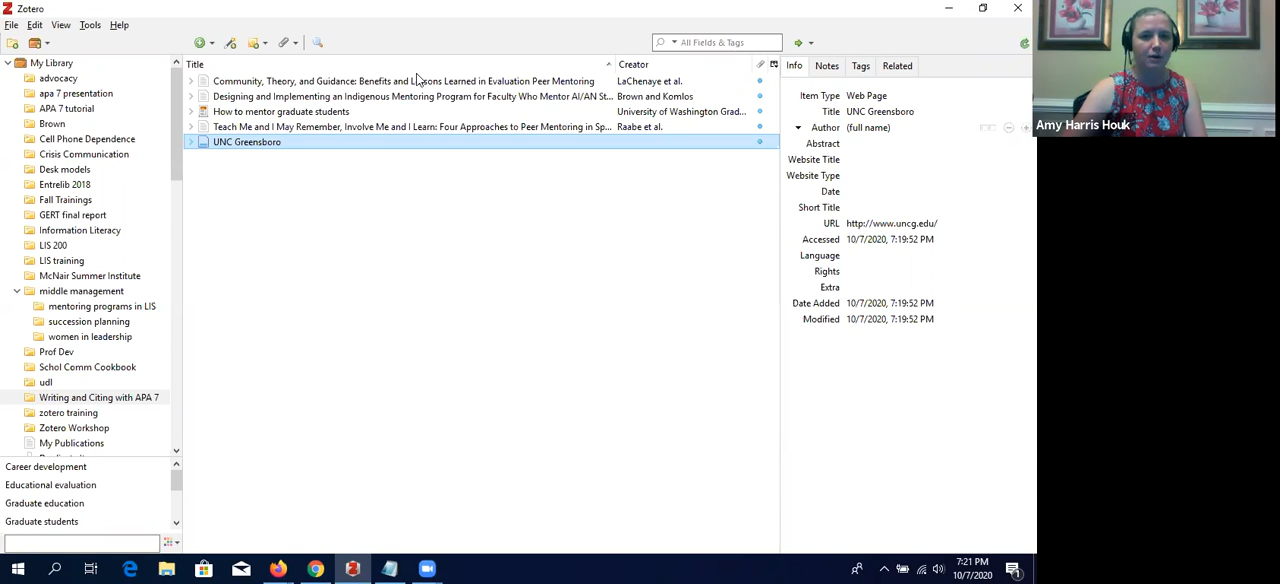 Zotero
File Edit View Tools Help
All Fields & Tags
My Library
advocacy
apa 7 presentation
APA 7 tutorial
Brown
Cell Phone Dependence
Crisis Communication
Desk models
Entrelib 2018
Fall Trainings
GERT final report
Information Literacy
LIS 200
LIS training
McNair Summer Institute
middle management
mentoring programs in LIS
succession planning
women in leadership
Prof Dev
Schol Comm Cookbook
udl
Writing and Citing with APA 7
zotero training
Zotero Workshop
My Publications
Career development
Educational evaluation
Graduate education
Graduate students
Title Creator
Community, Theory, and Guidance: Benefits and Lessons Learned in Evaluation Peer Mentoring LaChenaye et al.
Designing and Implementing an Indigenous Mentoring Program for Faculty Who Mentor AI/AN St... Brown and Komlos
How to mentor graduate students University of Washington Grad...
Teach Me and I May Remember, Involve Me and I Learn: Four Approaches to Peer Mentoring in Sp... Raabe et al.
UNC Greensboro
Info Notes Tags Related
Item Type Web Page
Title UNC Greensboro
Author (full name)
Abstract
Website Title
Website Type
Date
Short Title
URL http://www.uncg.edu/
Accessed 10/7/2020, 7:19:52 PM
Language
Rights
Extra
Date Added 10/7/2020, 7:19:52 PM
Modified 10/7/2020, 7:19:52 PM
Amy Harris Houk
7:21 PM
10/7/2020
1